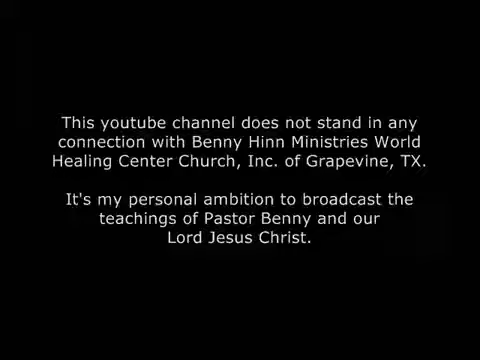 This youtube channel does not stand in any
connection with Benny Hinn Ministries World
Healing Center Church, Inc. of Grapevine, TX.
It's my personal ambition to broadcast the
teachings of Pastor Benny and our
Lord Jesus Christ.